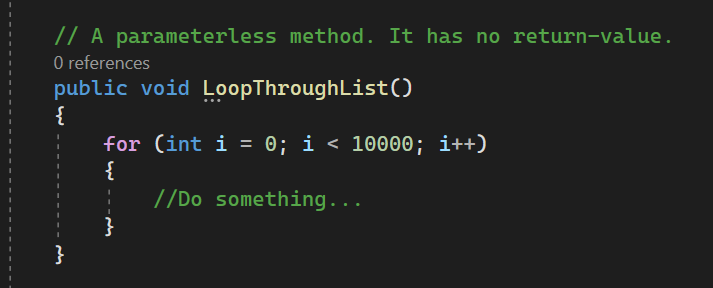 // A parameterless method. It has no return-value.
0 references
public void LoopThroughList()
{
for (int i = 0; i < 10000; i++)
{
//Do something...
}
}